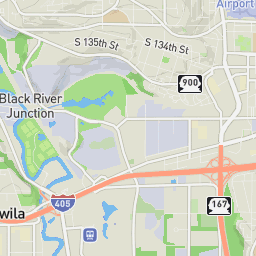 Airport
S 135th St
S 134th St
900
Black River
Junction
167
wila
405